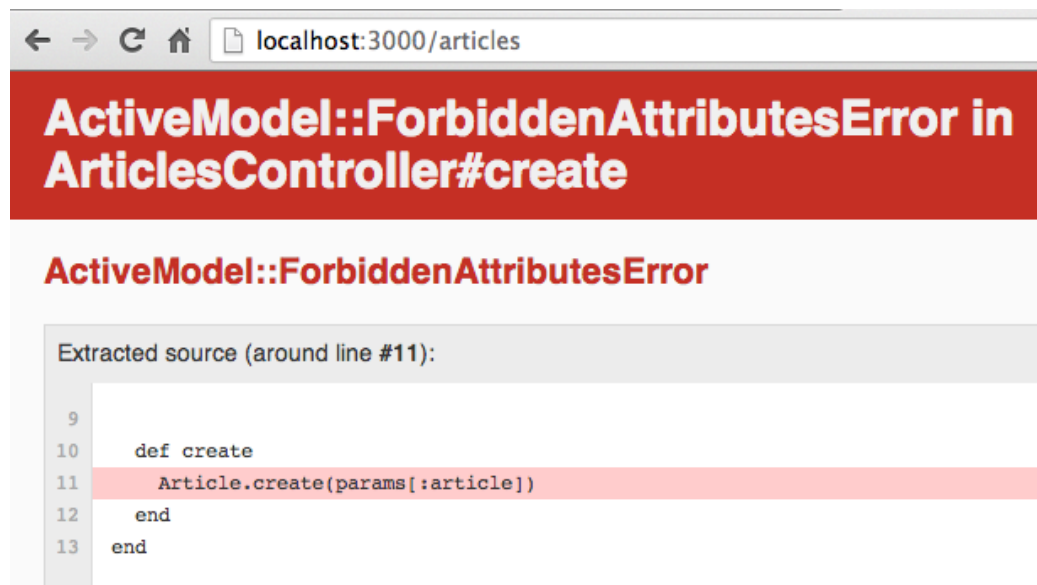 localhost:3000/articles
ActiveModel::ForbiddenAttributesError in
ArticlesController#create
ActiveModel::ForbiddenAttributesError
Extracted source (around line #11):
9
10 def create
11 Article.create(params[:article])
12 end
13 end